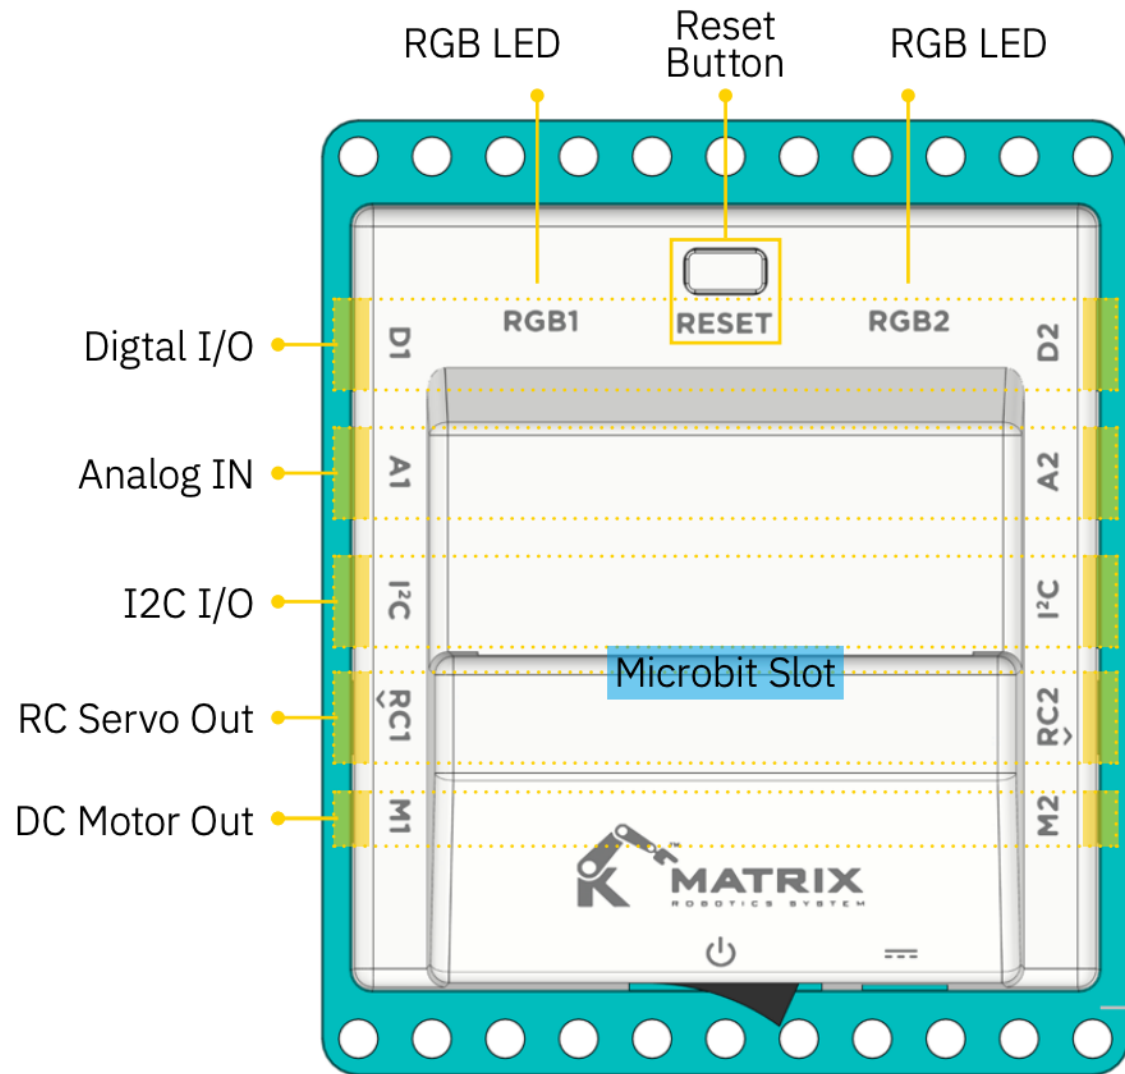 RGB LED
Reset
Button
RGB LED
RGB1
RESET
RGB2
Digtal I/O
D1
D2
Analog IN
A1
A2
I2C I/O
I²C
I²C
Microbit Slot
RC Servo Out
RC1
RC2
DC Motor Out
M1
M2
K
MATRIX™
ROBOTICS SYSTEM